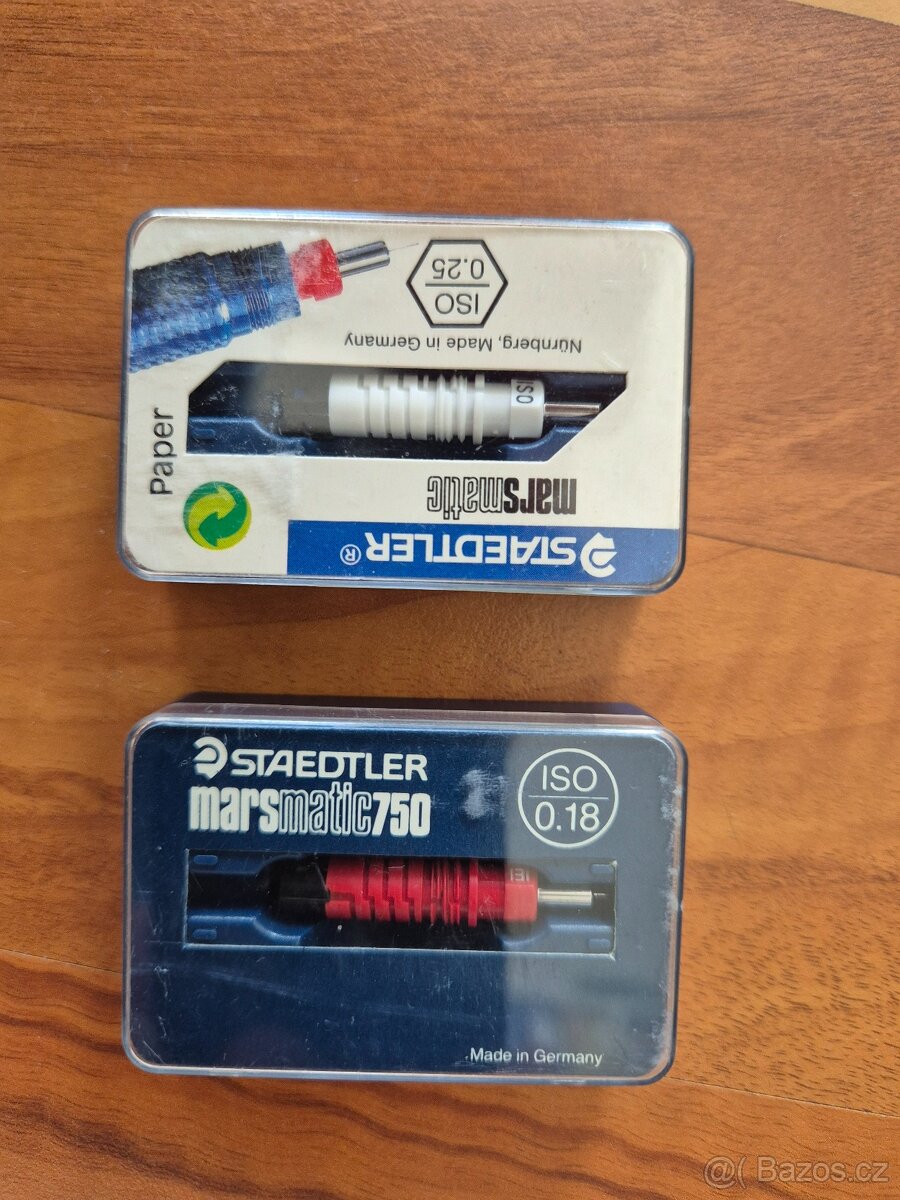 STAEDTLER®
marsmatic
Paper
ISO
Nürnberg, Made in Germany
ISO
0.25
STAEDTLER
marsmatic750
ISO
0.18
Made in Germany
@( Bazos.cz